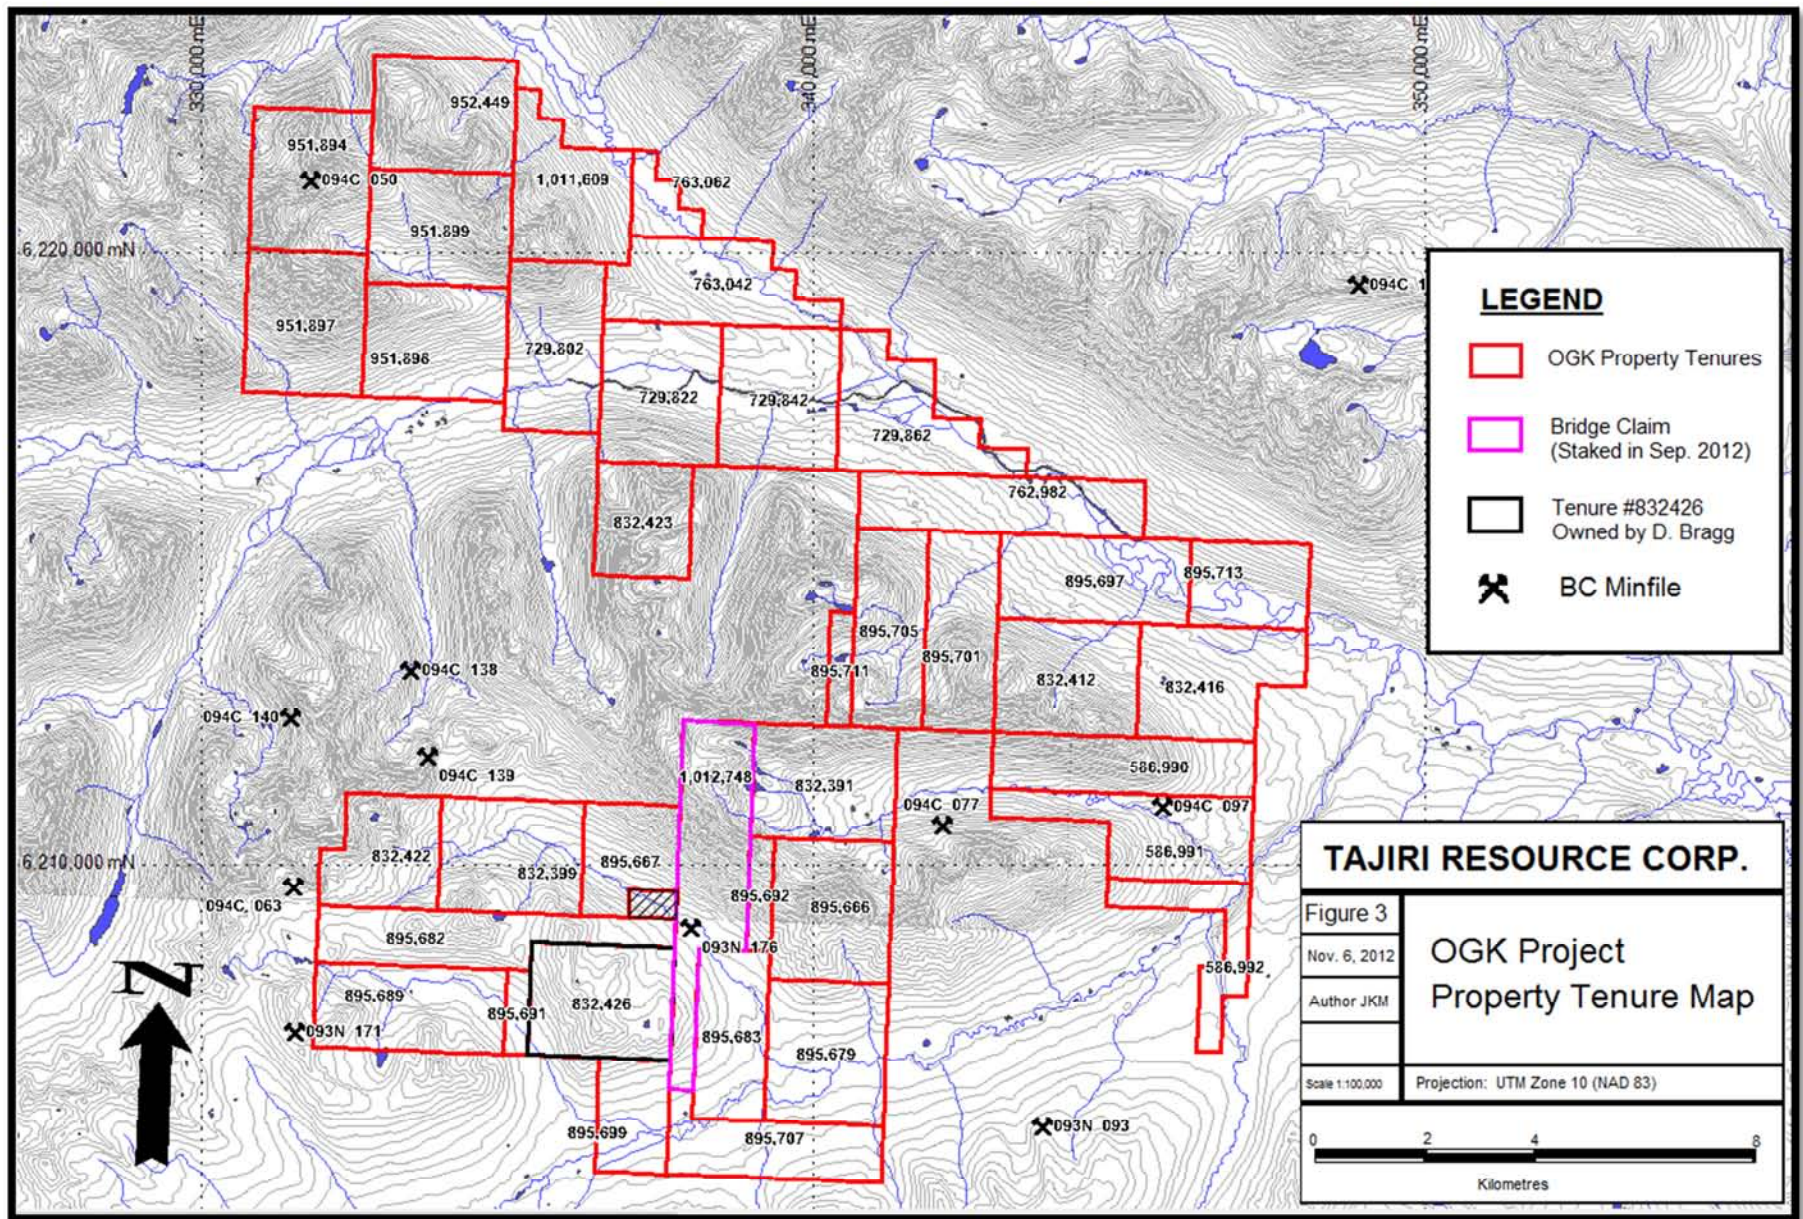 330,000 mE
340,000 mE
350,000 mE
952,449
951,894
094C 050
1,011,609
763,062
951,899
6,220,000 mN
763,042
094C 1
951,897
951,898
729,802
729,822
729,842
729,862
762,982
832,423
895,697
895,713
895,705
895,711
895,701
832,412
832,416
094C 138
094C 140
094C 139
1,012,748
832,391
586,990
094C 077
094C 097
6,210,000 mN
832,422
832,399
895,667
586,991
094C 063
895,692
895,666
895,682
093N 176
586,992
895,689
895,691
832,426
093N 171
895,683
895,679
895,699
895,707
093N 093
N
LEGEND
OGK Property Tenures
Bridge Claim
(Staked in Sep. 2012)
Tenure #832426
Owned by D. Bragg
BC Minfile
TAJIRI RESOURCE CORP.
Figure 3
Nov. 6, 2012
Author JKM
OGK Project
Property Tenure Map
Scale 1:100,000
Projection: UTM Zone 10 (NAD 83)
0 2 4 8
Kilometres